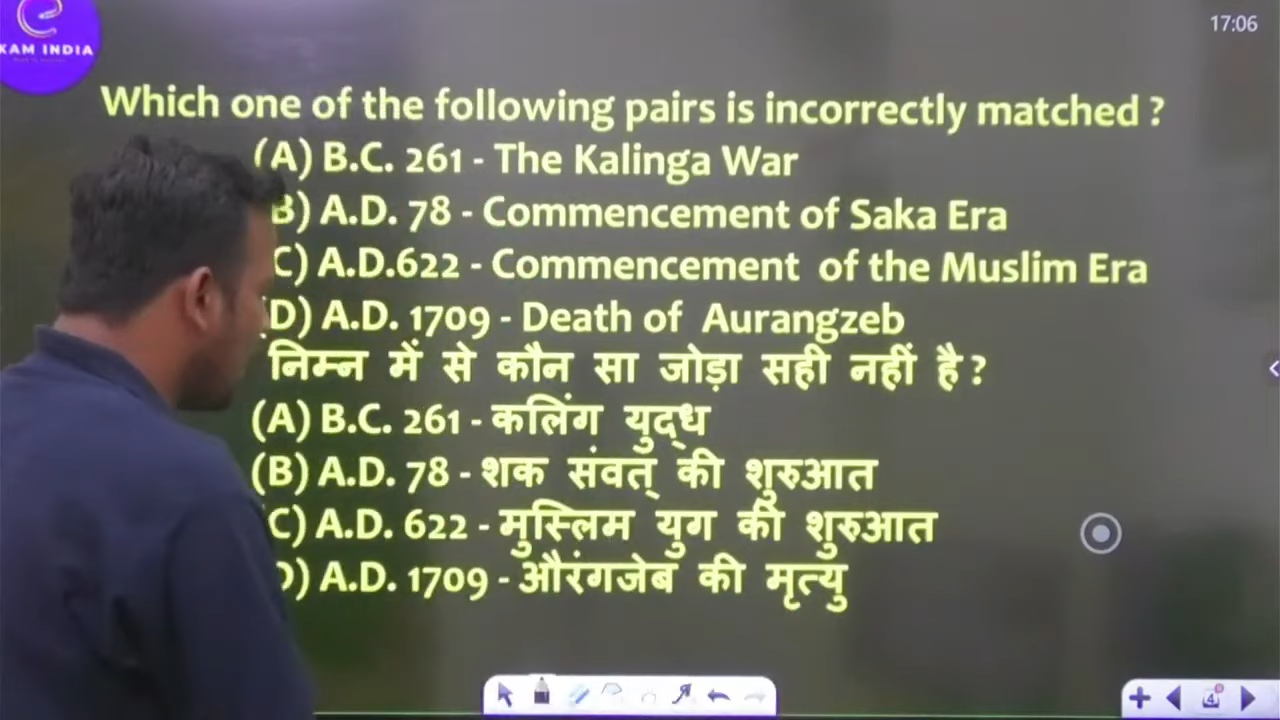 KAM INDIA
17:06
Which one of the following pairs is incorrectly matched ?
(A) B.C. 261 - The Kalinga War
B) A.D. 78 - Commencement of Saka Era
C) A.D.622 - Commencement of the Muslim Era
(D) A.D. 1709 - Death of Aurangzeb
निम्न में से कौन सा जोड़ा सही नहीं है ?
(A) B.C. 261 - कलिंग युद्ध
(B) A.D. 78 - शक संवत् की शुरुआत
C) A.D. 622 - मुस्लिम युग की शुरुआत
D) A.D. 1709 - औरंगजेब की मृत्यु
4